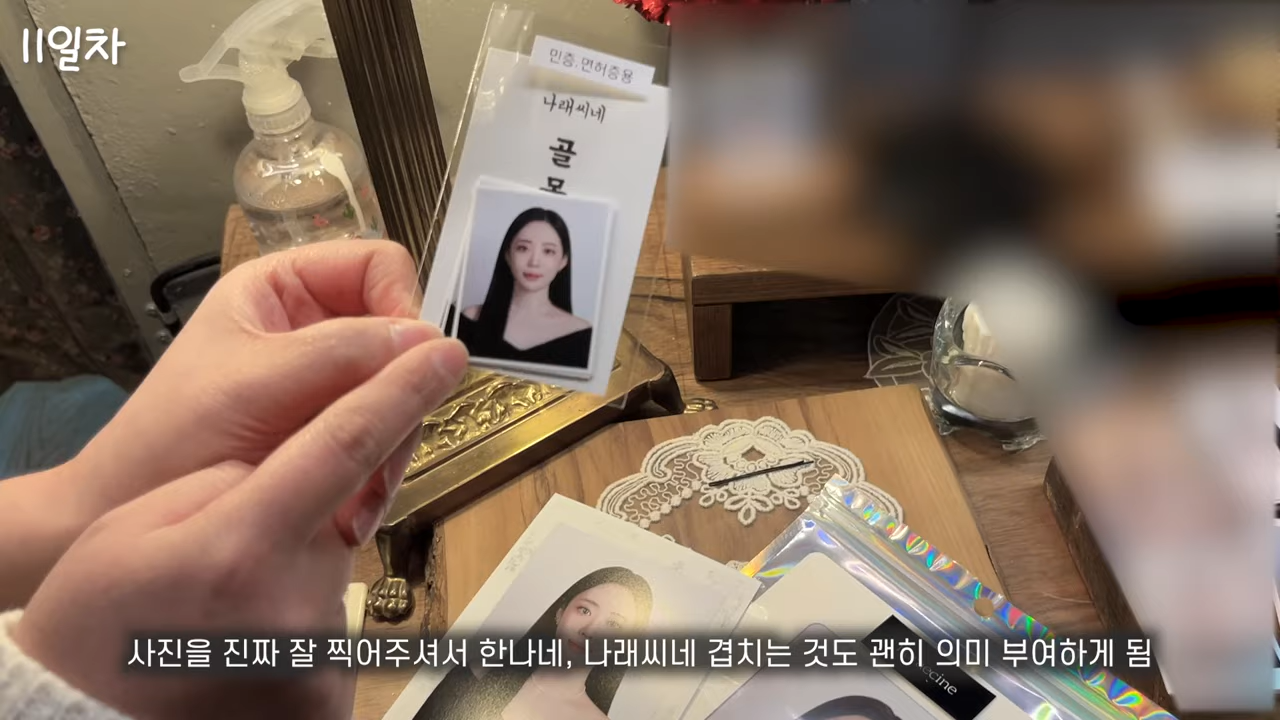 11일차
민증.면허증용
나래씨네
골
목
사진을 진짜 잘 찍어주셔서 한나네, 나래씨네 겹치는 것도 괜히 의미 부여하게 됨